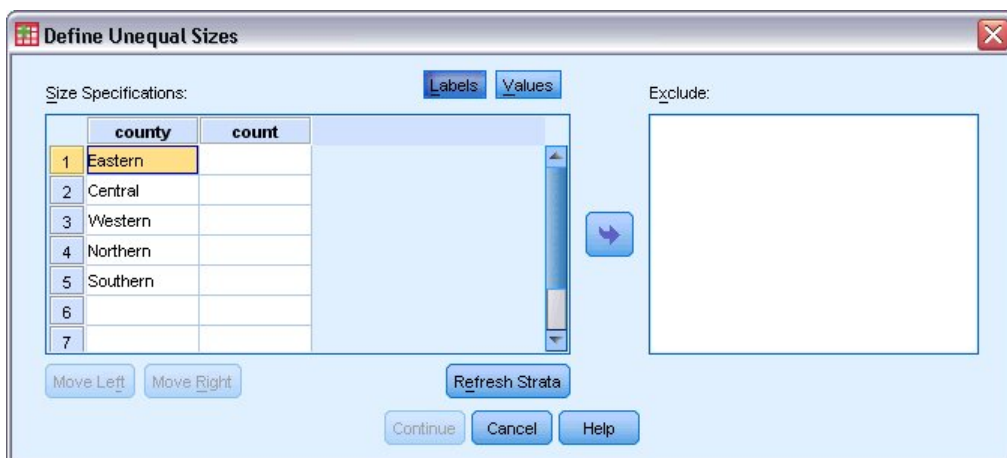 Define Unequal Sizes
Size Specifications:
Labels Values
Exclude:
county count
1 Eastern
2 Central
3 Western
4 Northern
5 Southern
6
7
Move Left Move Right Refresh Strata
Continue Cancel Help